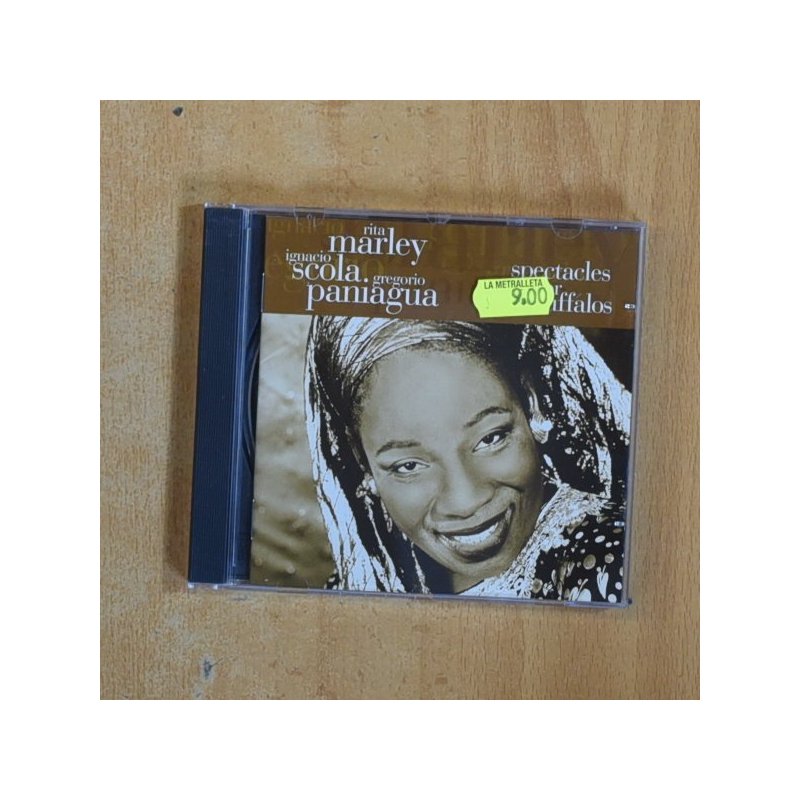 rita
marley
ignacio
scola. gregorio
paniagua
spectacles
LA METRALLETA
9.00